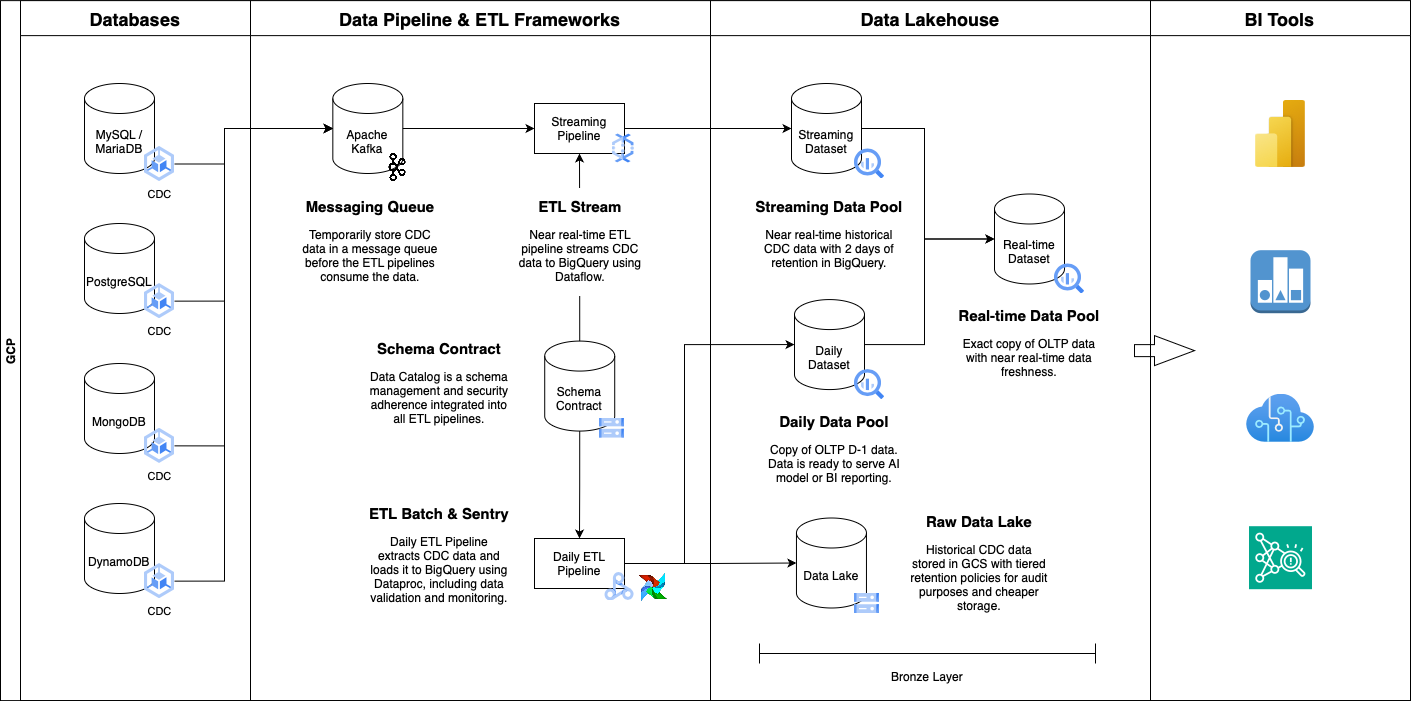 Databases
Data Pipeline & ETL Frameworks
Data Lakehouse
BI Tools
GCP
MySQL /
MariaDB
CDC
PostgreSQL
CDC
MongoDB
CDC
DynamoDB
CDC
Apache
Kafka
Messaging Queue
Temporarily store CDC
data in a message queue
before the ETL pipelines
consume the data.
Streaming
Pipeline
ETL Stream
Near real-time ETL
pipeline streams CDC
data to BigQuery using
Dataflow.
Schema Contract
Data Catalog is a schema
management and security
adherence integrated into
all ETL pipelines.
Schema
Contract
ETL Batch & Sentry
Daily ETL Pipeline
extracts CDC data and
loads it to BigQuery using
Dataproc, including data
validation and monitoring.
Daily ETL
Pipeline
Streaming
Dataset
Streaming Data Pool
Near real-time historical
CDC data with 2 days of
retention in BigQuery.
Real-time
Dataset
Real-time Data Pool
Exact copy of OLTP data
with near real-time data
freshness.
Daily
Dataset
Daily Data Pool
Copy of OLTP D-1 data.
Data is ready to serve AI
model or BI reporting.
Data Lake
Raw Data Lake
Historical CDC data
stored in GCS with tiered
retention policies for audit
purposes and cheaper
storage.
Bronze Layer